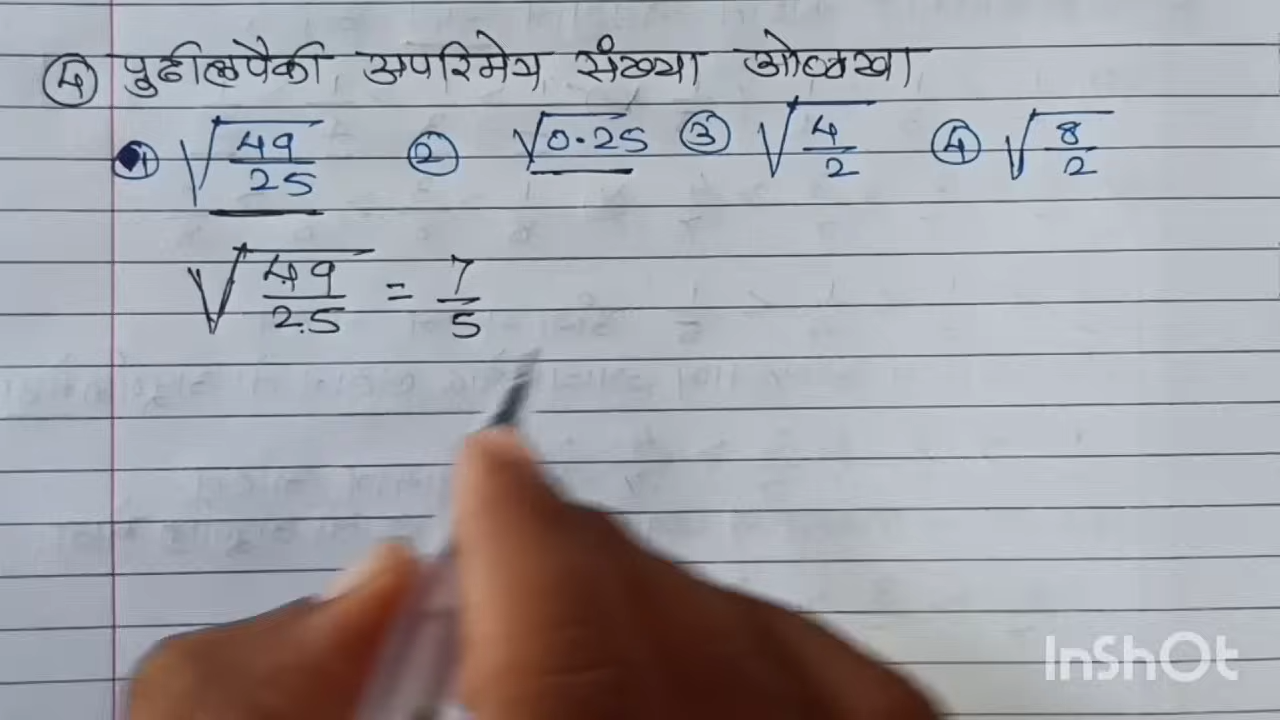 ④ पुढीलपैकी अपरिमेय संख्या ओळखा
① √(49/25) ② √0.25 ③ √(4/2) ④ √(8/2)
√(49/25) = 7/5
InShOt